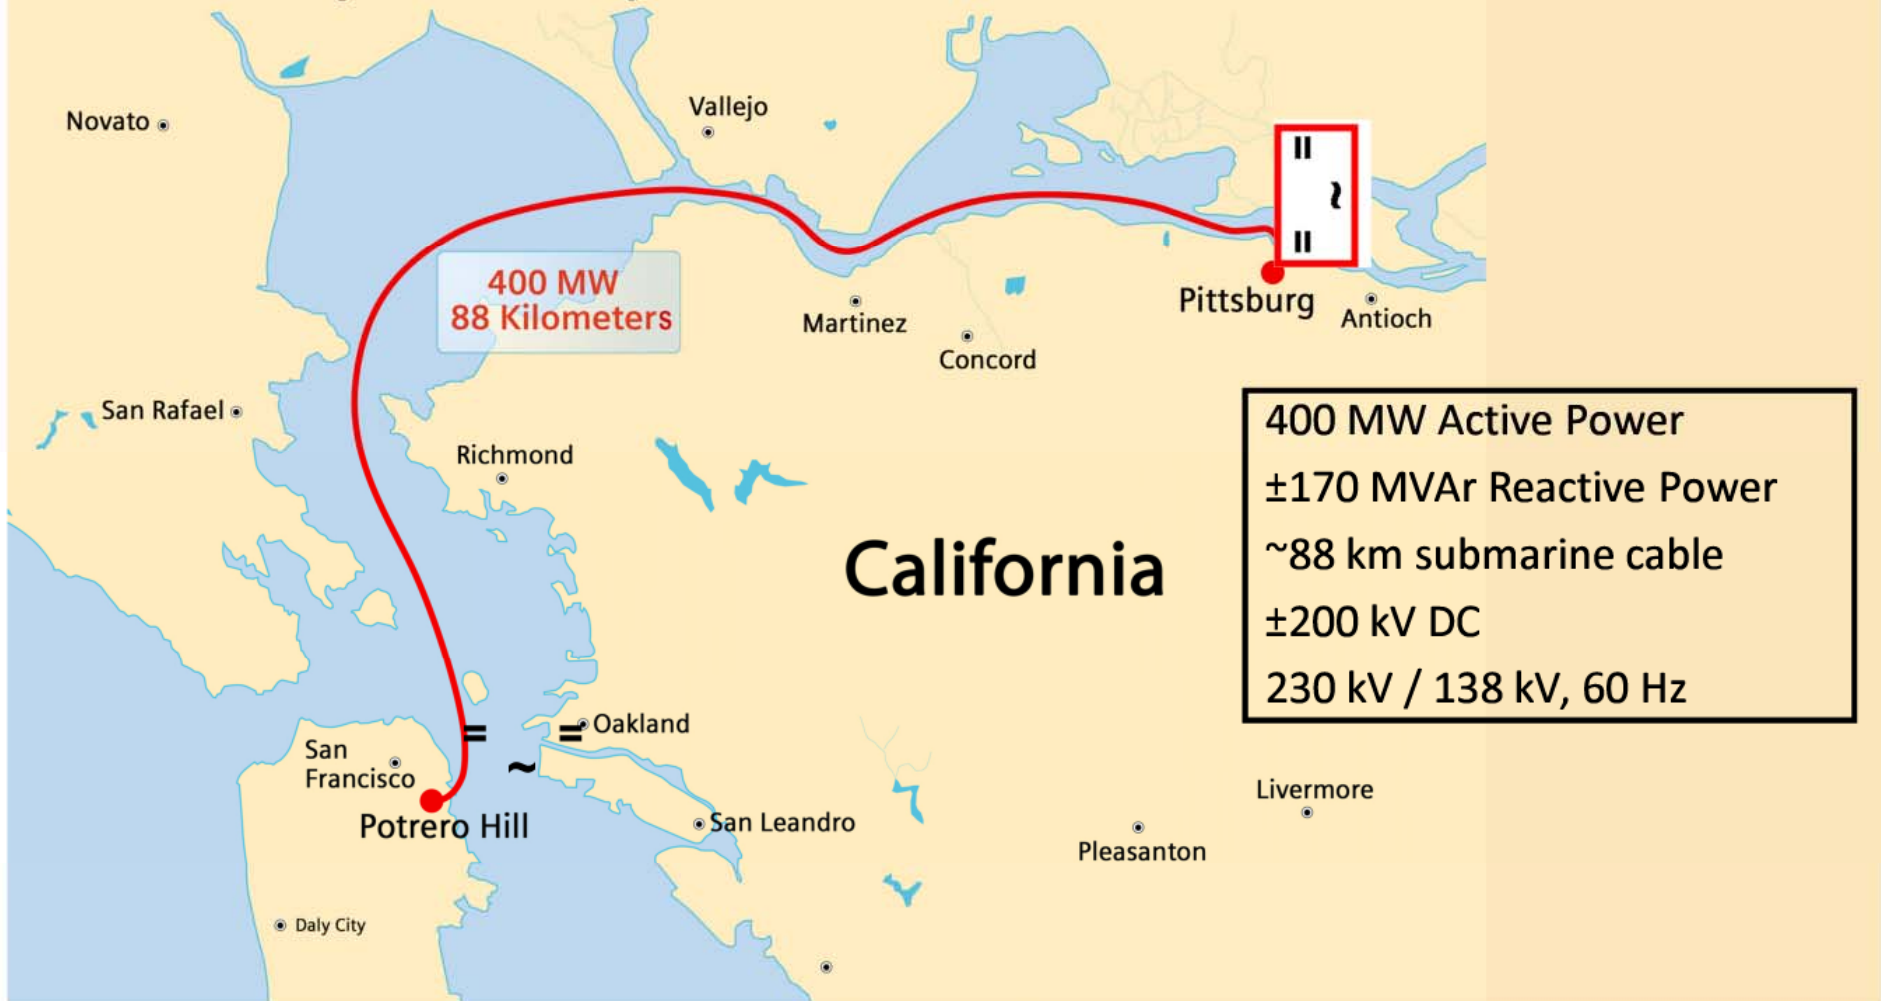 Novato
Vallejo
400 MW
88 Kilometers
Martinez
Concord
Pittsburg
Antioch
=
~
=
San Rafael
Richmond
California
400 MW Active Power
±170 MVAr Reactive Power
~88 km submarine cable
±200 kV DC
230 kV / 138 kV, 60 Hz
= =
~
Oakland
San
Francisco
Potrero Hill
San Leandro
Livermore
Pleasanton
Daly City